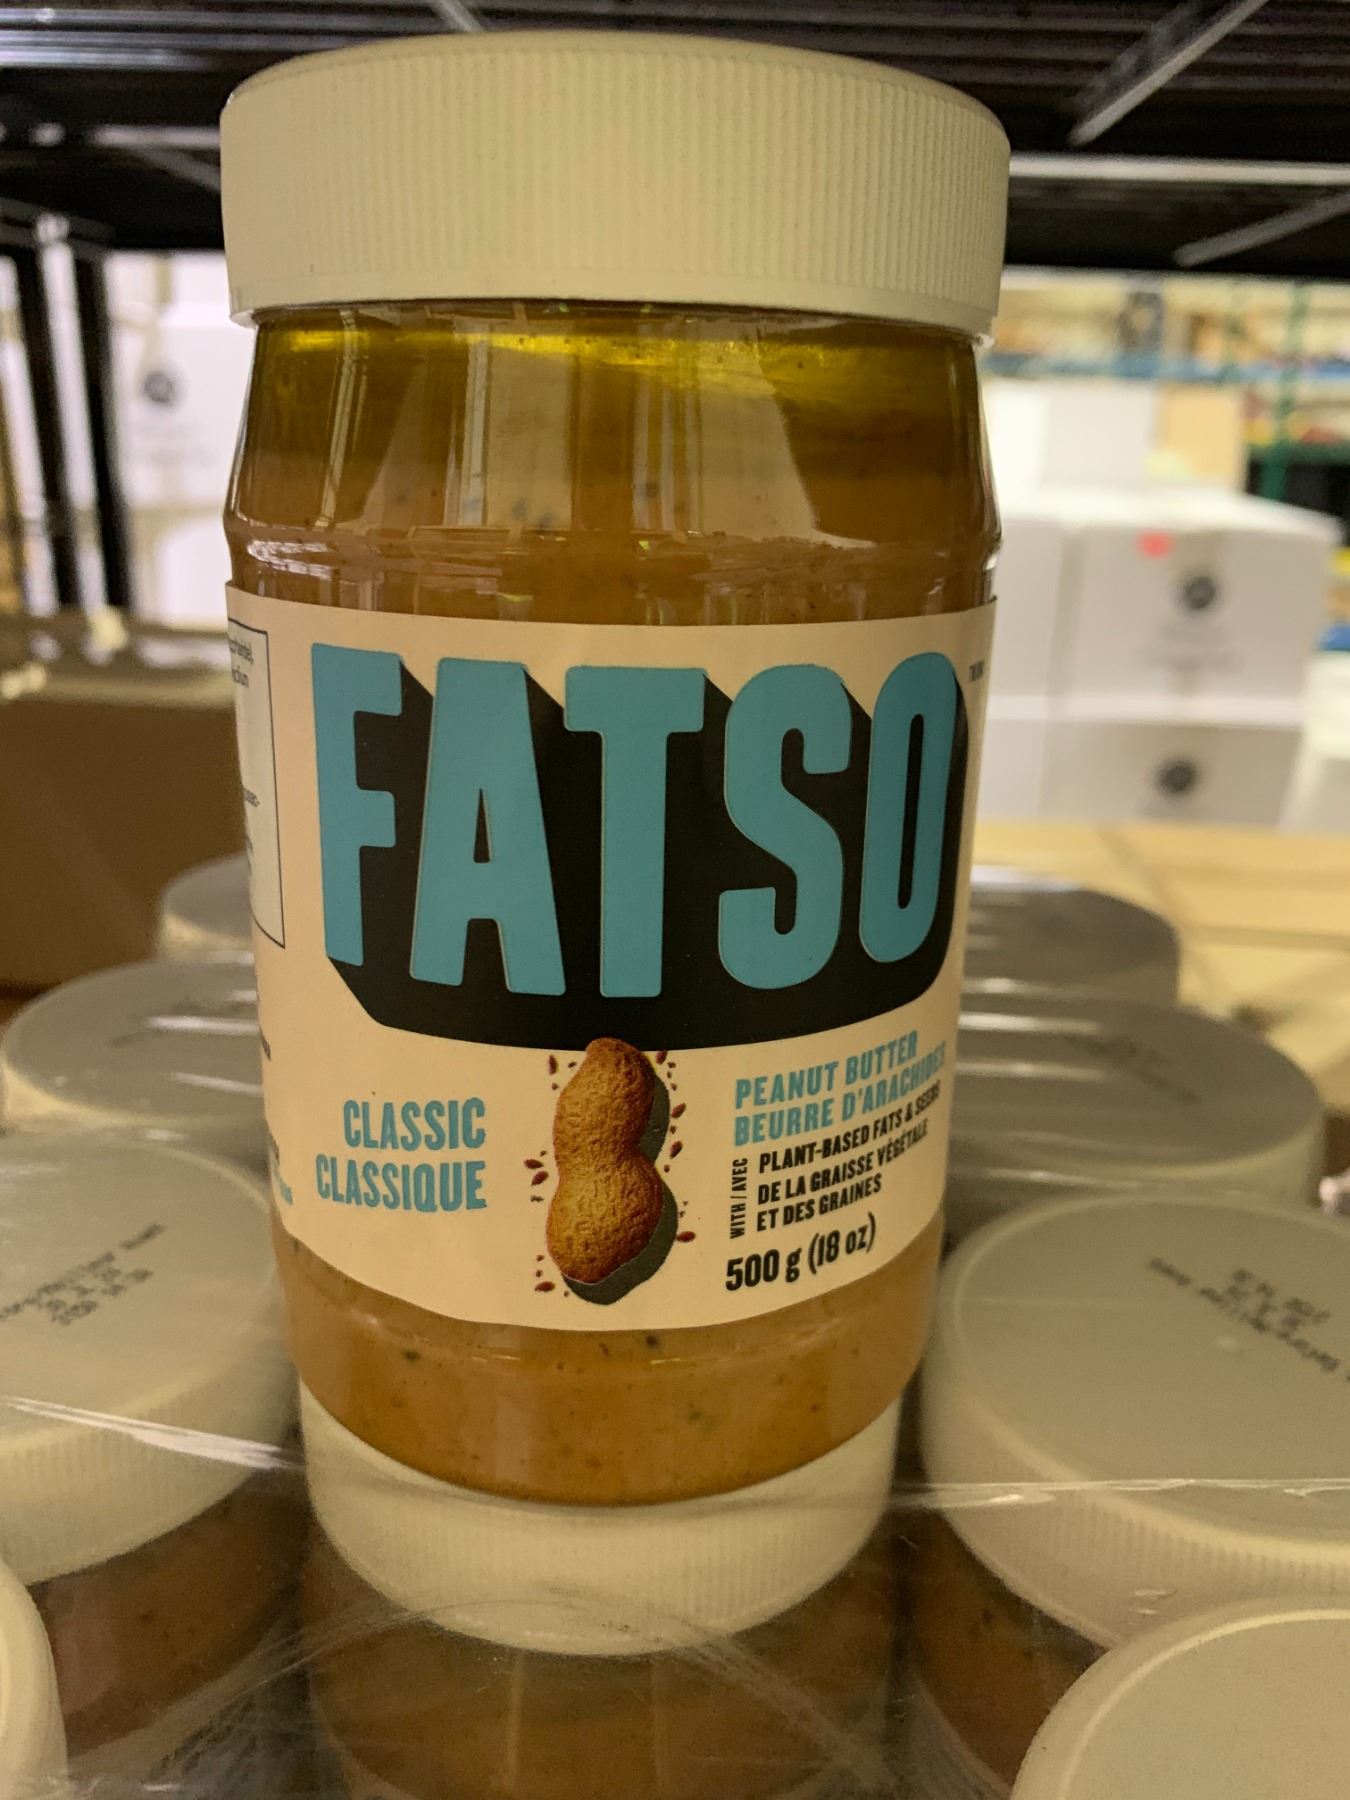 FATSO
CLASSIC
CLASSIQUE
PEANUT BUTTER
BEURRE D'ARACHIDES
WITH / AVEC
PLANT-BASED FATS & SEEDS
DE LA GRAISSE VÉGÉTALE
ET DES GRAINES
500 g (18 oz)